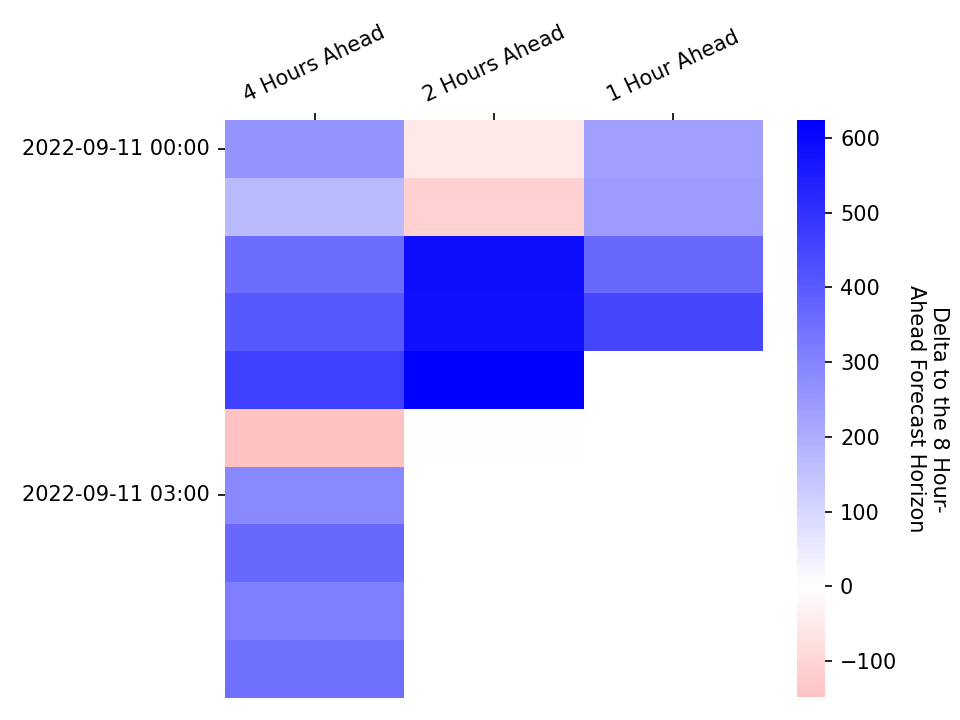 4 Hours Ahead
2 Hours Ahead
1 Hour Ahead
2022-09-11 00:00
2022-09-11 03:00
600
500
400
300
200
100
0
−100
Delta to the 8 Hour-
Ahead Forecast Horizon